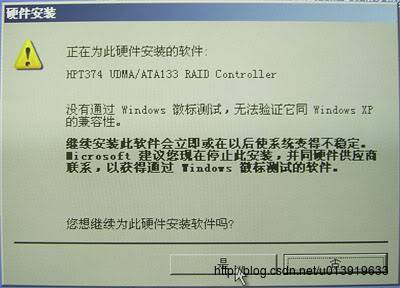 硬件安装
正在为此硬件安装的软件:
HPT374 UDMA/ATA133 RAID Controller
没有通过 Windows 徽标测试，无法验证它同 Windows XP
的兼容性。
继续安装此软件会立即或在以后使系统变得不稳定。
Microsoft 建议您现在停止此安装，并同硬件供应商
联系，以获得通过 Windows 徽标测试的软件。
您想继续为此硬件安装软件吗?
是
否
http://blog.csdn.net/u013919633